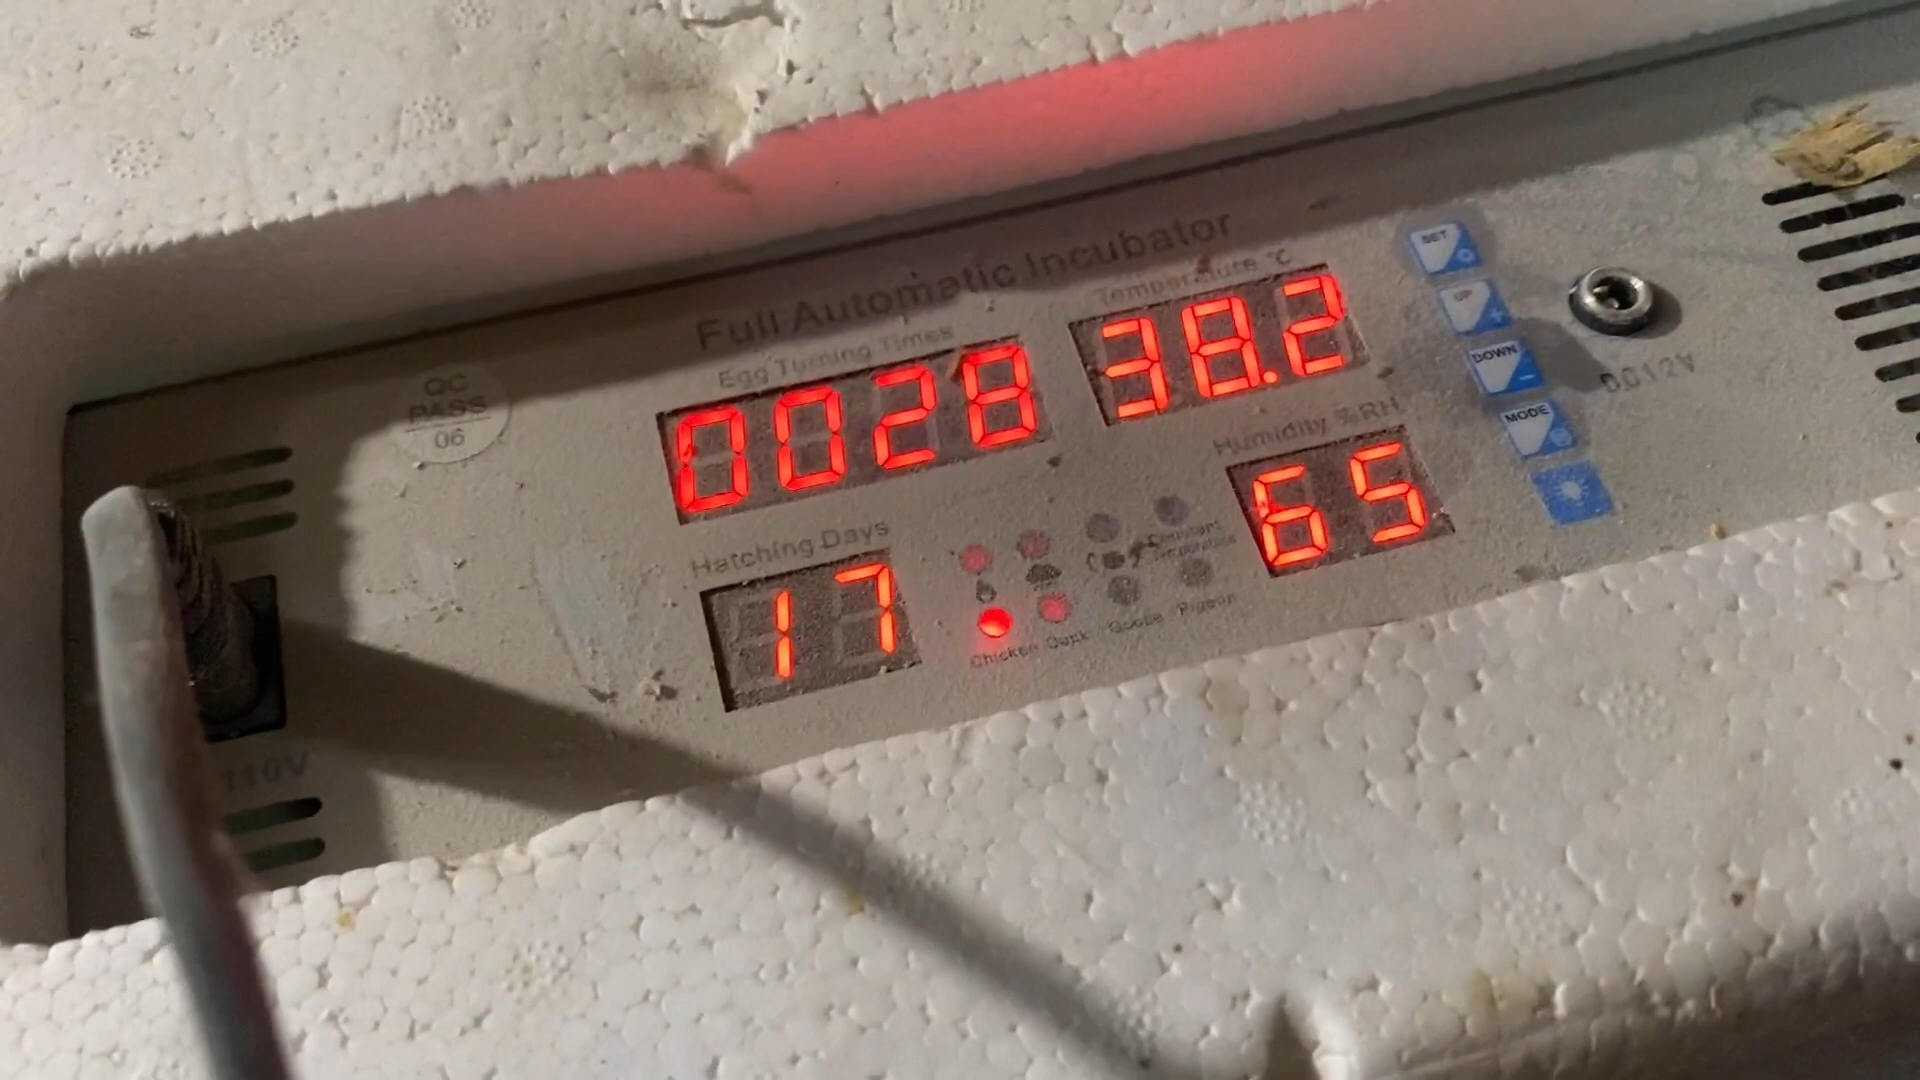 Full Automatic Incubator
Egg Turning Times
Temperature ℃
0028
38.2
QC
PASS
06
Humidity %RH
65
Hatching Days
17
Constant
Temperature
Chicken Duck Goose Pigeon
SET
UP +
DOWN -
MODE
DC12V
110V